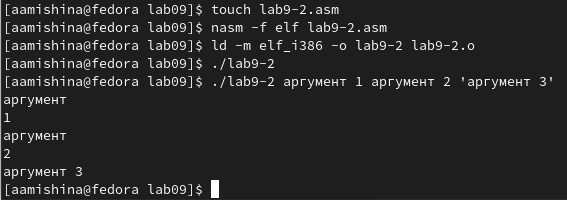 [aamishina@fedora lab09]$ touch lab9-2.asm
[aamishina@fedora lab09]$ nasm -f elf lab9-2.asm
[aamishina@fedora lab09]$ ld -m elf_i386 -o lab9-2 lab9-2.o
[aamishina@fedora lab09]$ ./lab9-2
[aamishina@fedora lab09]$ ./lab9-2 аргумент 1 аргумент 2 'аргумент 3'
аргумент
1
аргумент
2
аргумент 3
[aamishina@fedora lab09]$